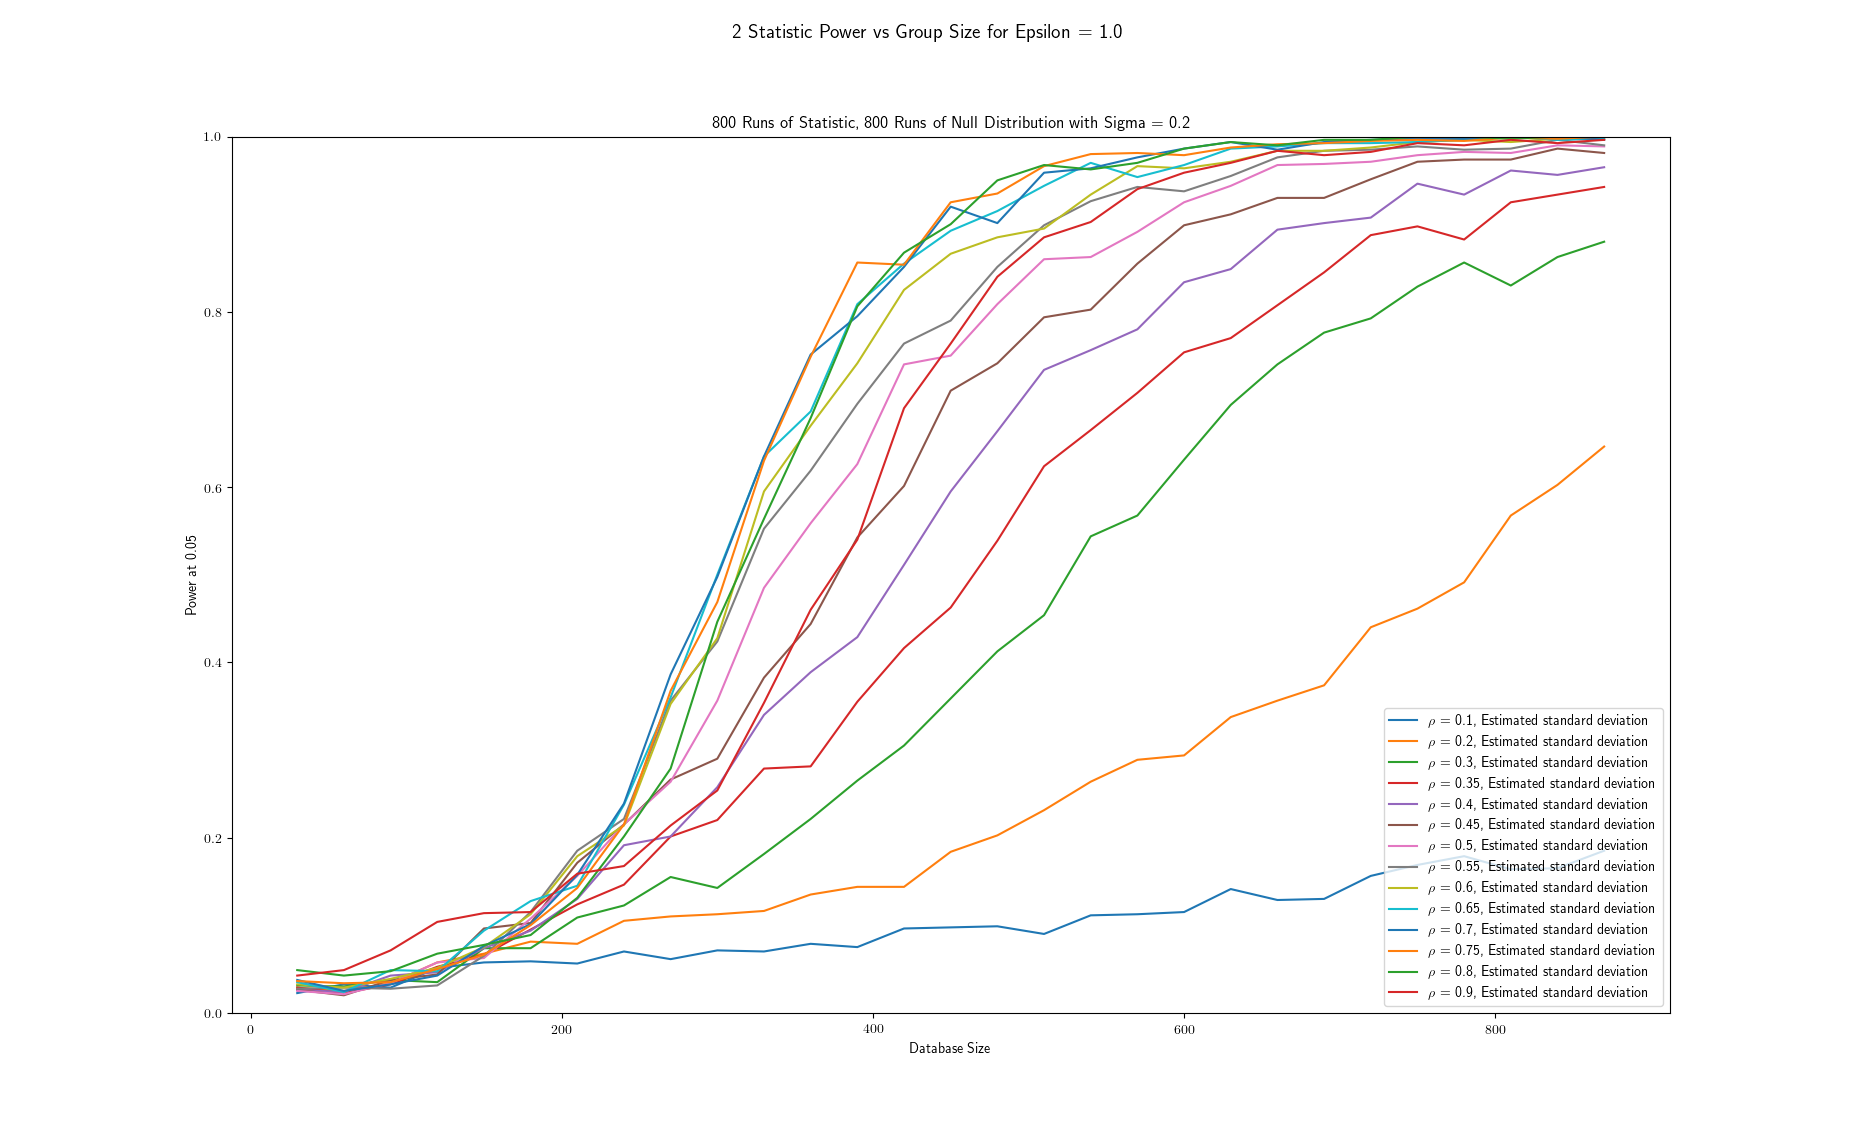 2 Statistic Power vs Group Size for Epsilon = 1.0
800 Runs of Statistic, 800 Runs of Null Distribution with Sigma = 0.2
1.0
0.8
0.6
0.4
0.2
0.0
Power at 0.05
0 200 400 600 800
Database Size
ρ = 0.1, Estimated standard deviation
ρ = 0.2, Estimated standard deviation
ρ = 0.3, Estimated standard deviation
ρ = 0.35, Estimated standard deviation
ρ = 0.4, Estimated standard deviation
ρ = 0.45, Estimated standard deviation
ρ = 0.5, Estimated standard deviation
ρ = 0.55, Estimated standard deviation
ρ = 0.6, Estimated standard deviation
ρ = 0.65, Estimated standard deviation
ρ = 0.7, Estimated standard deviation
ρ = 0.75, Estimated standard deviation
ρ = 0.8, Estimated standard deviation
ρ = 0.9, Estimated standard deviation